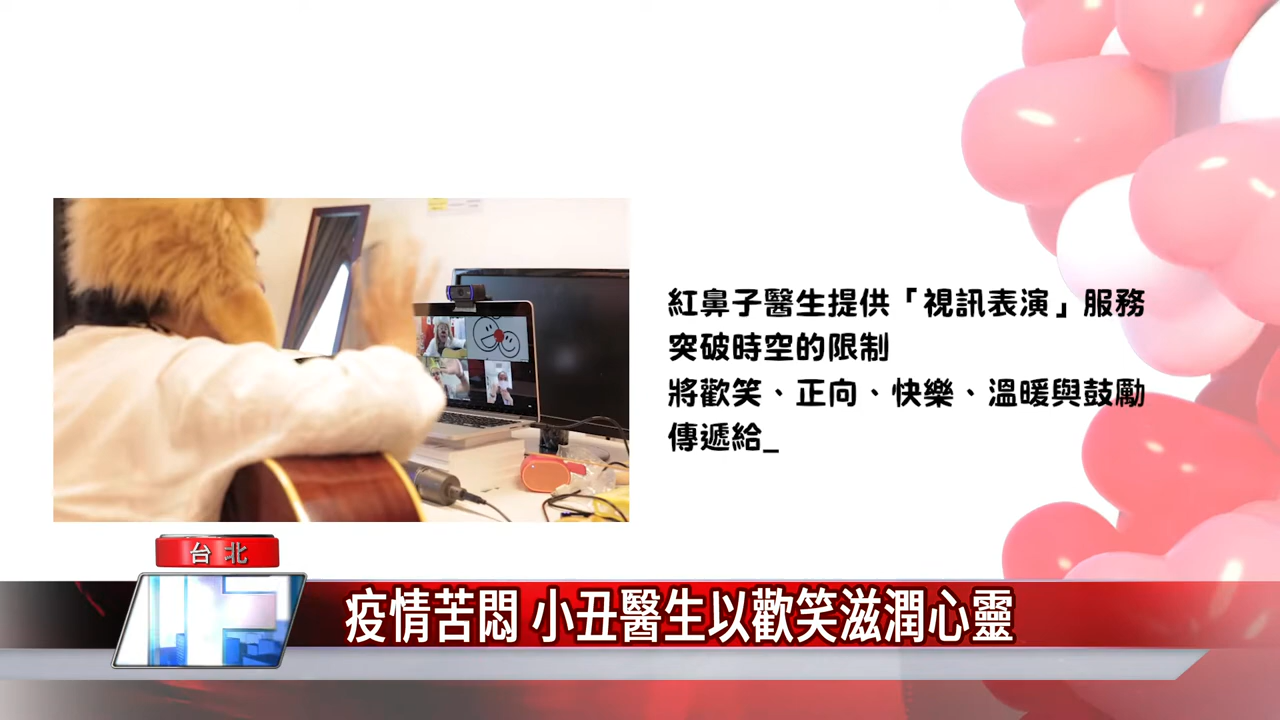 紅鼻子醫生提供「視訊表演」服務
突破時空的限制
將歡笑、正向、快樂、溫暖與鼓勵
傳遞給_
台北
疫情苦悶 小丑醫生以歡笑滋潤心靈